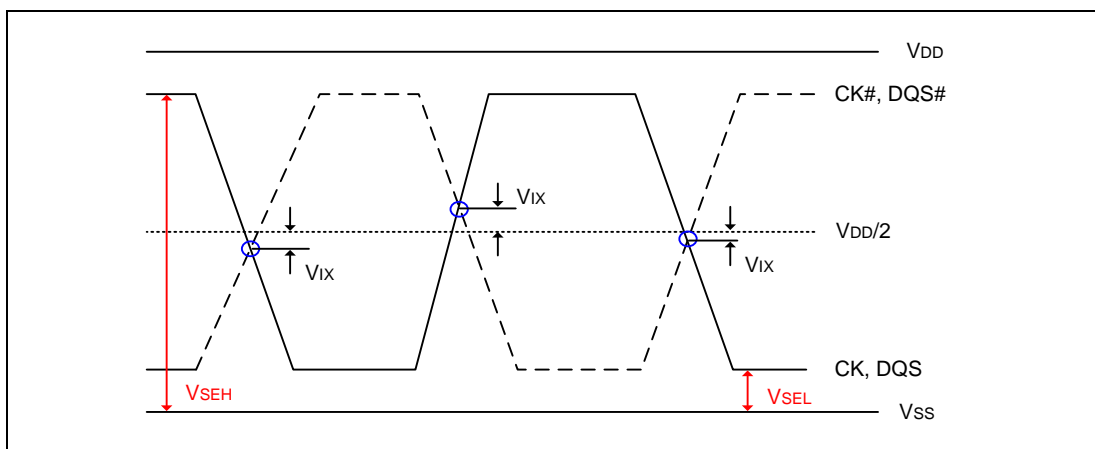 VDD
CK#, DQS#
VIX
VDD/2
VIX
VIX
CK, DQS
VSEH
VSEL
VSS